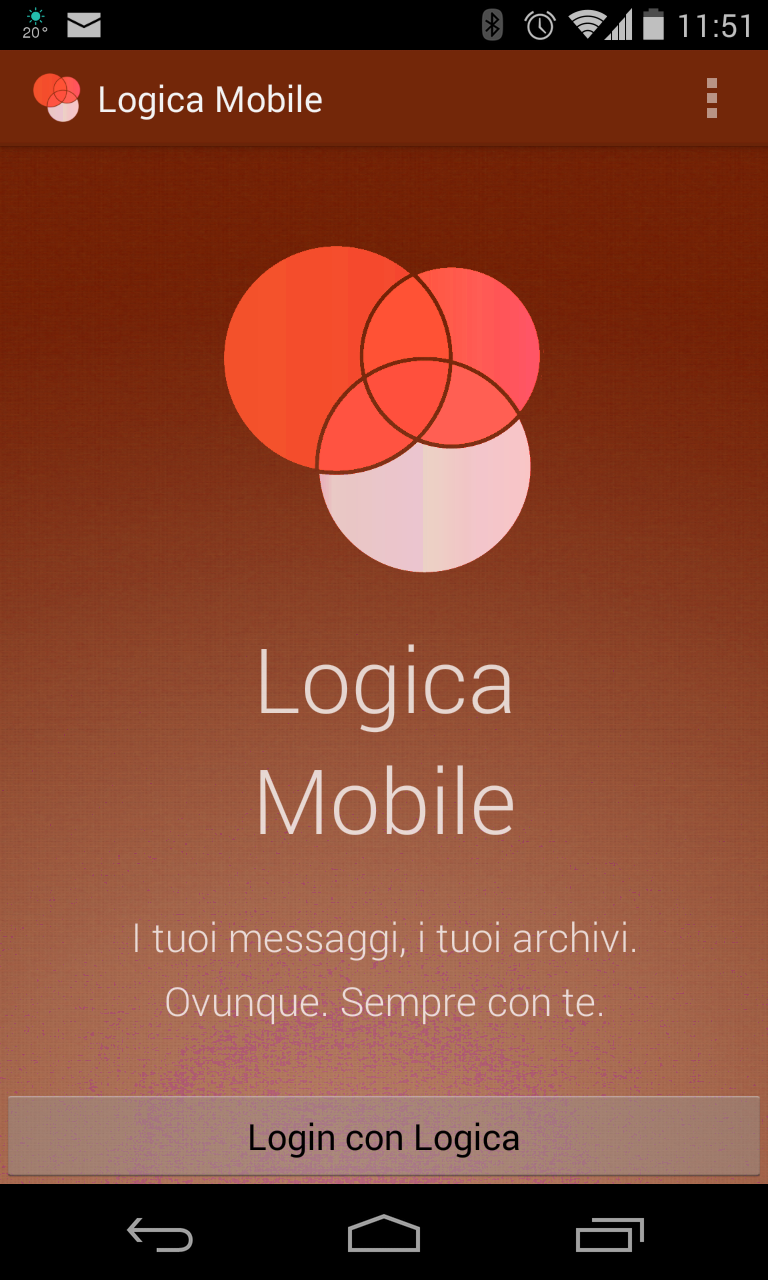 20°
11:51
Logica Mobile
Logica
Mobile
I tuoi messaggi, i tuoi archivi.
Ovunque. Sempre con te.
Login con Logica